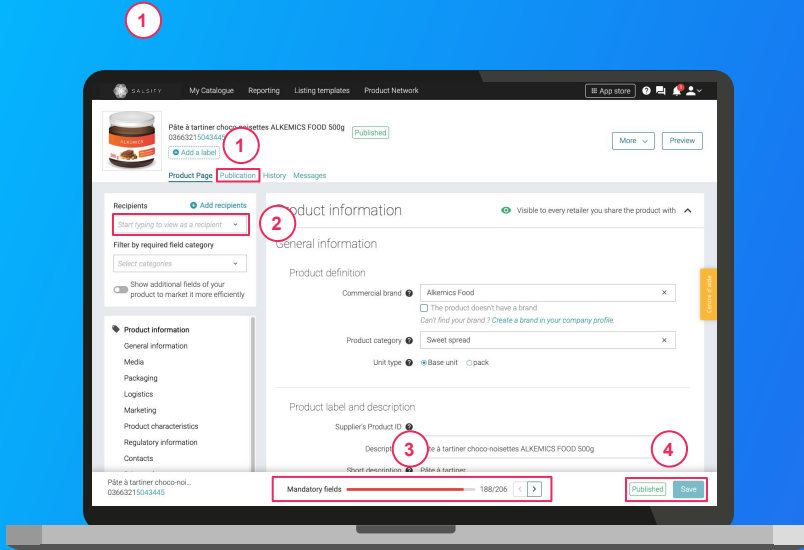 1
SALSIFY My Catalogue Reporting Listing templates Product Network App store
Pâte à tartiner choco-noisettes ALKEMICS FOOD 500g Published
03663215043445
Add a label
1
More Preview
ALKEMICS
Product Page Publication History Messages
Recipients Add recipients
Start typing to view as a recipient
2
Filter by required field category
Select categories
Show additional fields of your
product to market it more efficiently
Product information
General information
Media
Packaging
Logistics
Marketing
Product characteristics
Regulatory information
Contacts
Product information Visible to every retailer you share the product with
General information
Product definition
Commercial brand Alkemics Food
The product doesn't have a brand
Can't find your brand ? Create a brand in your company profile.
Product category Sweet spread
Unit type Base unit pack
Centre d'aide
Product label and description
Supplier's Product ID
3
4
Pâte à tartiner choco-noisettes ALKEMICS FOOD 500g
Short description Pâte à tartiner
Pâte à tartiner choco-noi...
03663215043445
Mandatory fields 188/206
Published Save